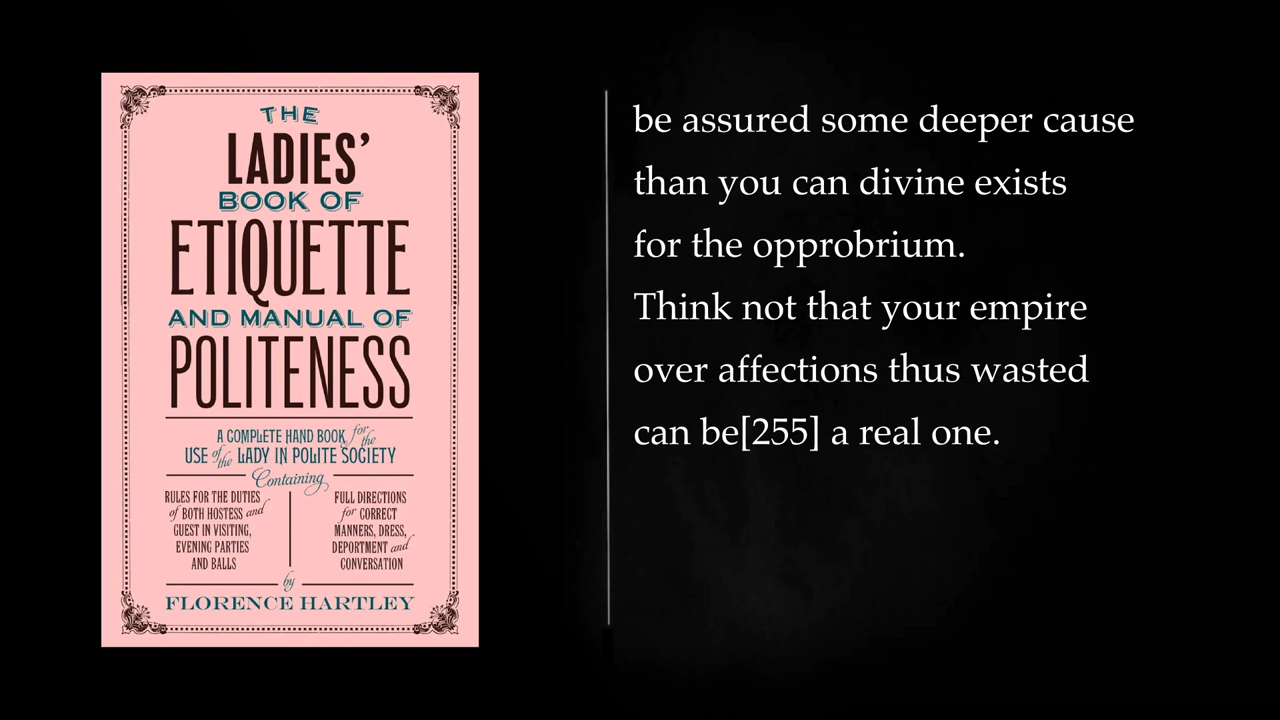 THE
LADIES'
BOOK OF
ETIQUETTE
AND MANUAL OF
POLITENESS
A COMPLETE HAND BOOK for the
USE of the LADY IN POLITE SOCIETY
Containing
RULES FOR THE DUTIES
of BOTH HOSTESS and
GUEST IN VISITING,
EVENING PARTIES
AND BALLS
FULL DIRECTIONS
for CORRECT
MANNERS, DRESS,
DEPORTMENT and
CONVERSATION
by
FLORENCE HARTLEY
be assured some deeper cause
than you can divine exists
for the opprobrium.
Think not that your empire
over affections thus wasted
can be[255] a real one.